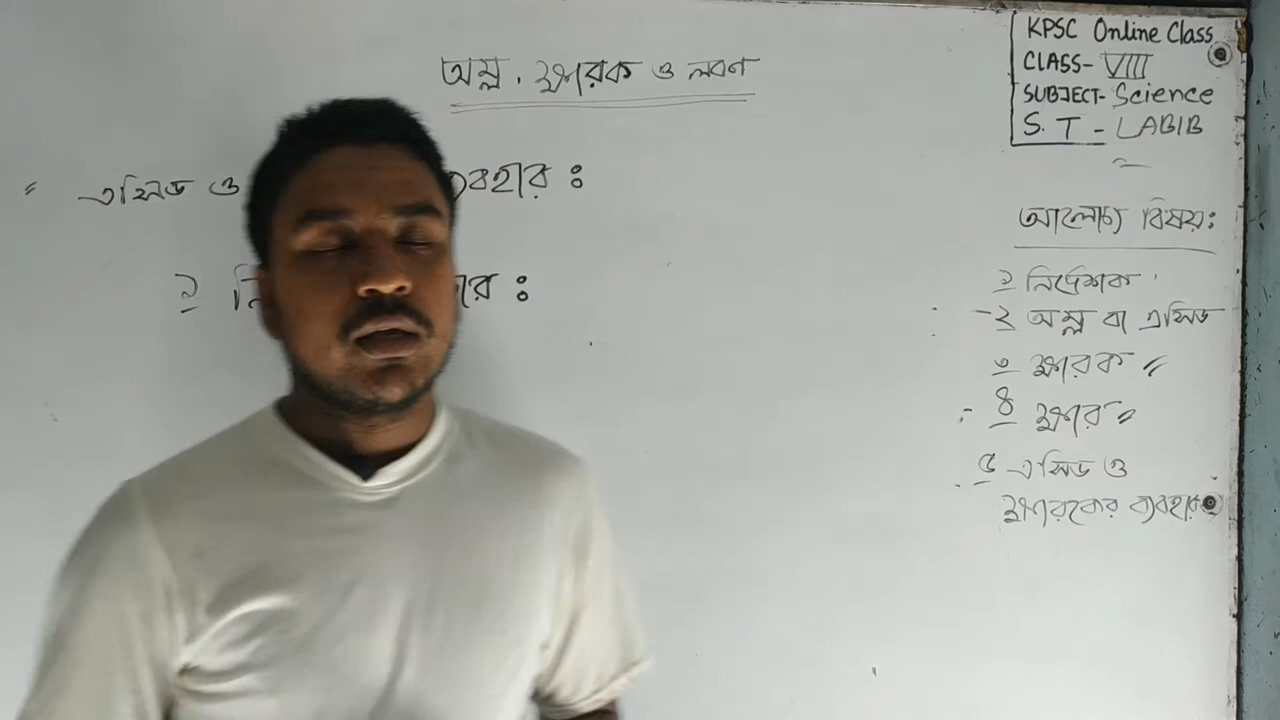 অম্ল, ক্ষারক ও লবণ
KPSC Online Class
CLASS- VIII
SUBJECT- Science
S. T - LABIB
এসিড ও ব্যবহার ঃ
১ নি রে ঃ
আলোচ্য বিষয়ঃ
১ নির্দেশক
২ অম্ল বা এসিড
৩ ক্ষারক
৪ ক্ষার
৫ এসিড ও
ক্ষারকের ব্যবহার